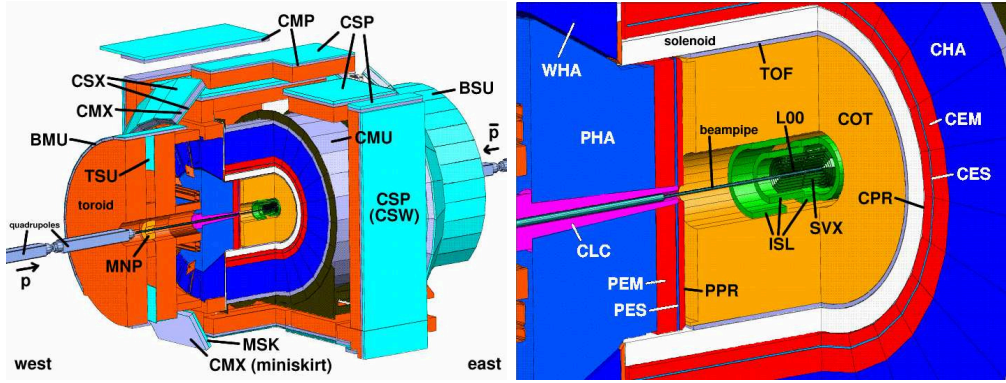 CMP
CSP
CSX
CMX
BMU
TSU
toroid
quadrupoles
p
MNP
BSU
p̅
CMU
CSP
(CSW)
MSK
CMX (miniskirt)
west
east
solenoid
WHA
TOF
CHA
L00
COT
beampipe
PHA
CEM
CES
CPR
SVX
ISL
CLC
PEM
PPR
PES